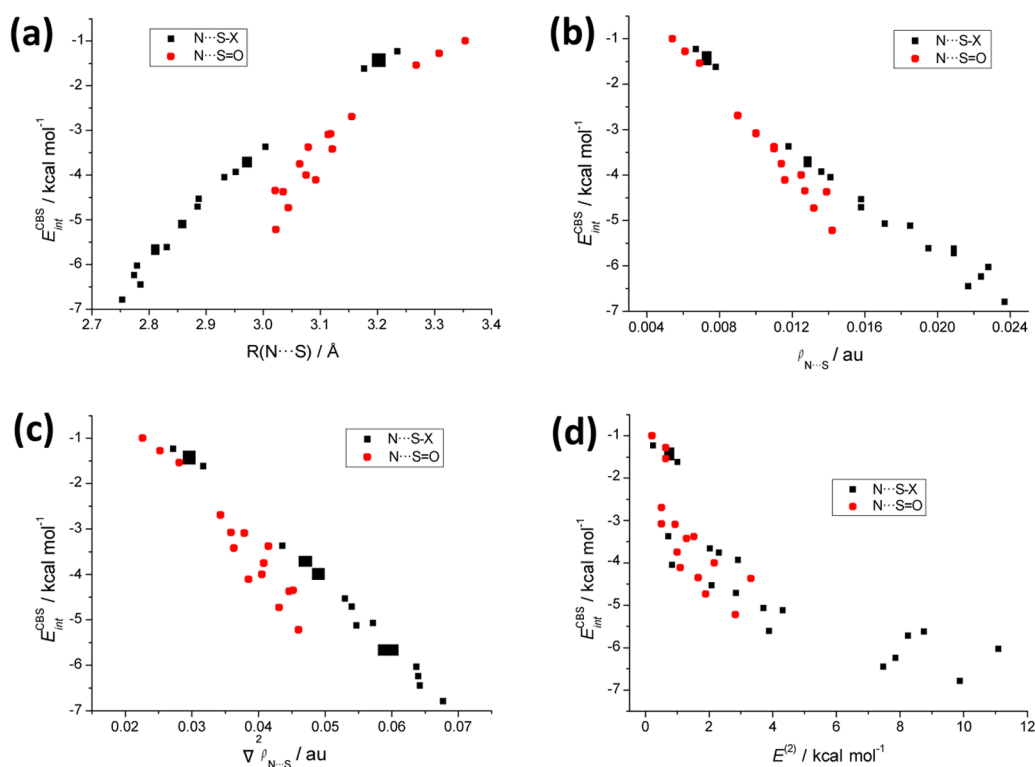 (a)
N···S-X
N···S=O
-1
-2
-3
-4
-5
-6
-7
2.7 2.8 2.9 3.0 3.1 3.2 3.3 3.4
E_int^CBS / kcal mol⁻¹
R(N···S) / Å
(b)
N···S-X
N···S=O
-1
-2
-3
-4
-5
-6
-7
0.004 0.008 0.012 0.016 0.020 0.024
E_int^CBS / kcal mol⁻¹
ρ_N···S / au
(c)
N···S-X
N···S=O
-1
-2
-3
-4
-5
-6
-7
0.02 0.03 0.04 0.05 0.06 0.07
E_int^CBS / kcal mol⁻¹
∇² ρ_N···S / au
(d)
N···S-X
N···S=O
-1
-2
-3
-4
-5
-6
-7
0 2 4 6 8 10 12
E_int^CBS / kcal mol⁻¹
E⁽²⁾ / kcal mol⁻¹